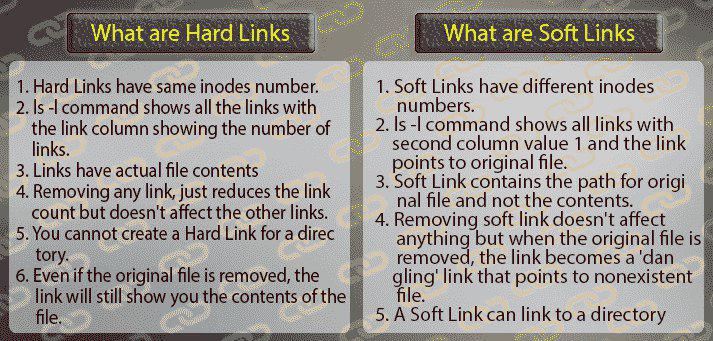 What are Hard Links
1. Hard Links have same inodes number.
2. ls -l command shows all the links with
the link column showing the number of
links.
3. Links have actual file contents
4. Removing any link, just reduces the link
count but doesn't affect the other links.
5. You cannot create a Hard Link for a direc
tory.
6. Even if the original file is removed, the
link will still show you the contents of the
file.
What are Soft Links
1. Soft Links have different inodes
numbers.
2. ls -l command shows all links with
second column value 1 and the link
points to original file.
3. Soft Link contains the path for origi
nal file and not the contents.
4. Removing soft link doesn't affect
anything but when the original file is
removed, the link becomes a 'dan
gling' link that points to nonexistent
file.
5. A Soft Link can link to a directory